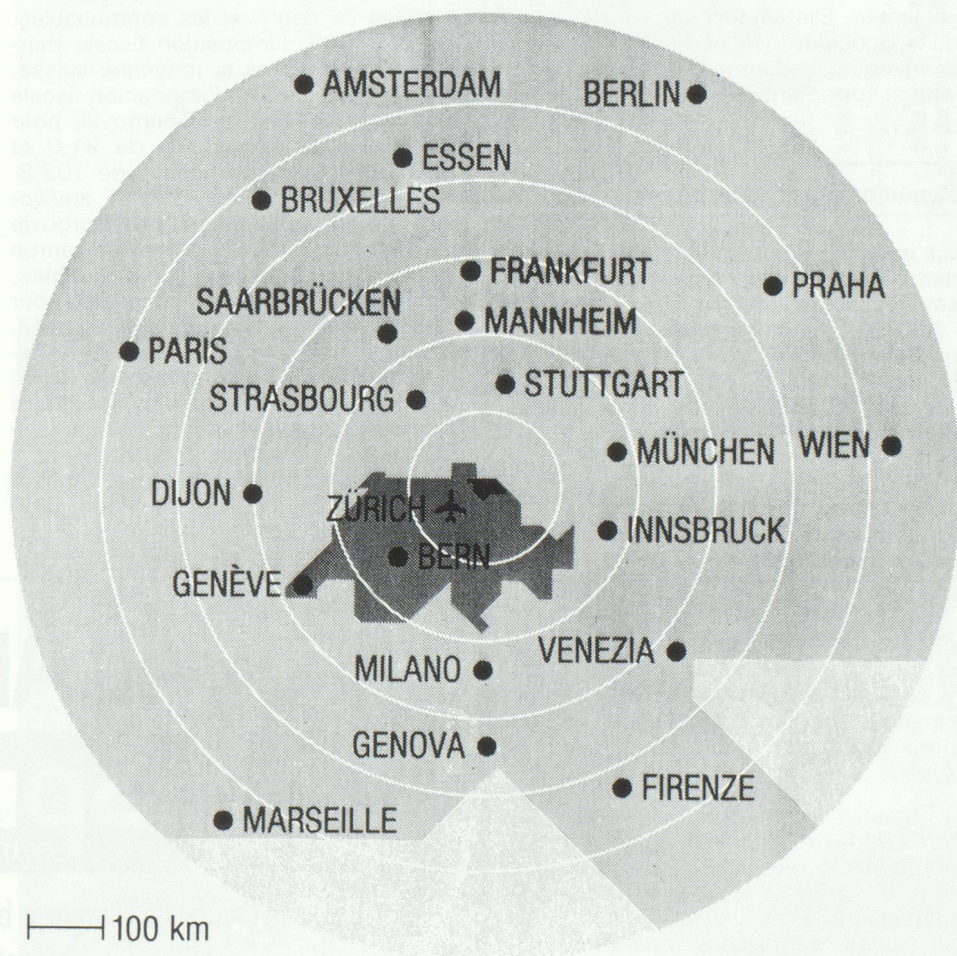 AMSTERDAM
BERLIN
ESSEN
BRUXELLES
FRANKFURT
PRAHA
SAARBRÜCKEN
MANNHEIM
PARIS
STUTTGART
STRASBOURG
MÜNCHEN
WIEN
DIJON
ZÜRICH
INNSBRUCK
BERN
GENÈVE
VENEZIA
MILANO
GENOVA
FIRENZE
MARSEILLE
100 km